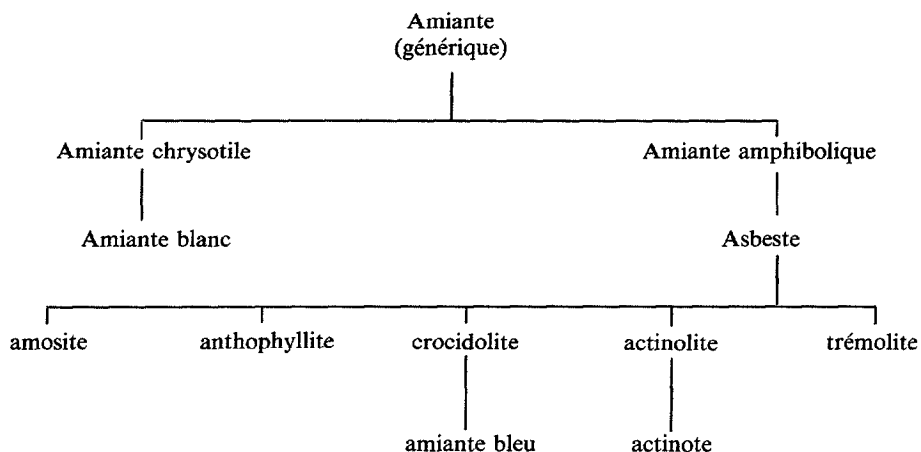 Amiante
(générique)
Amiante chrysotile Amiante amphibolique
Amiante blanc Asbeste
amosite anthophyllite crocidolite actinolite trémolite
amiante bleu actinote